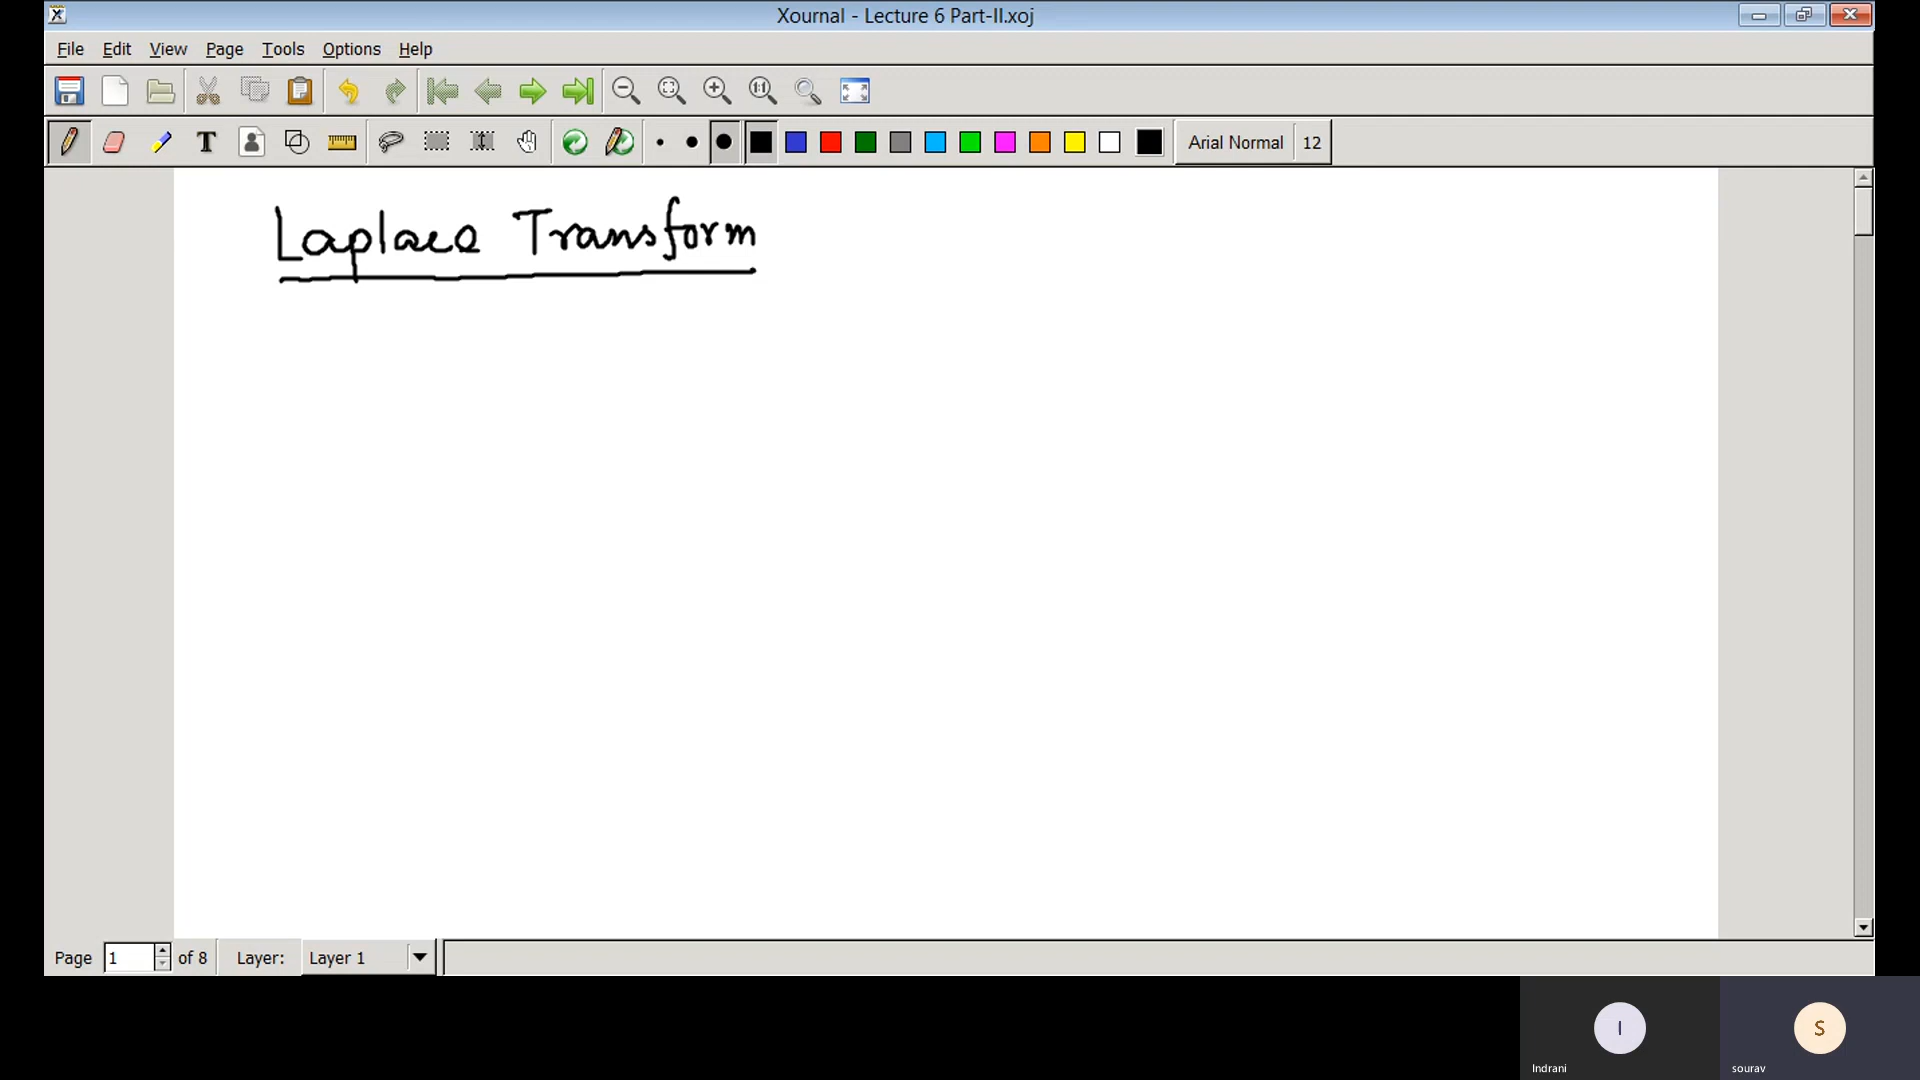 Xournal - Lecture 6 Part-II.xoj
File Edit View Page Tools Options Help
T Arial Normal 12
Laplace Transform
Page 1 of 8 Layer: Layer 1
I S
Indrani sourav